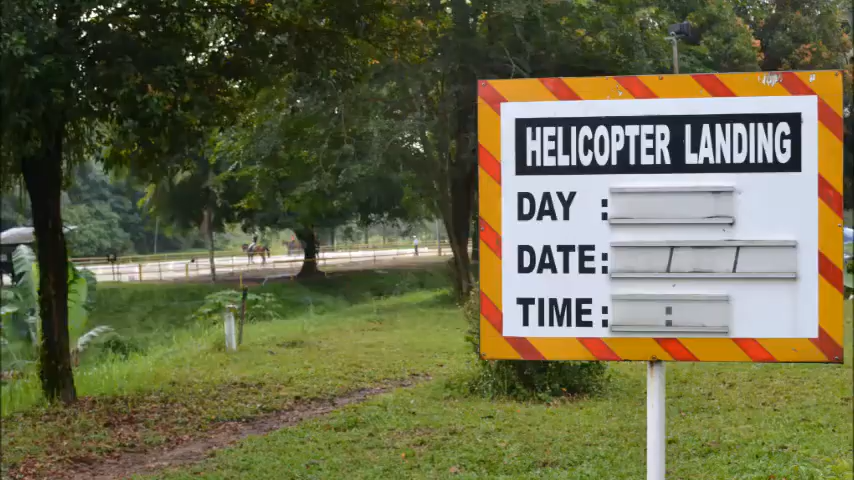 HELICOPTER LANDING
DAY :
DATE: / /
TIME : :